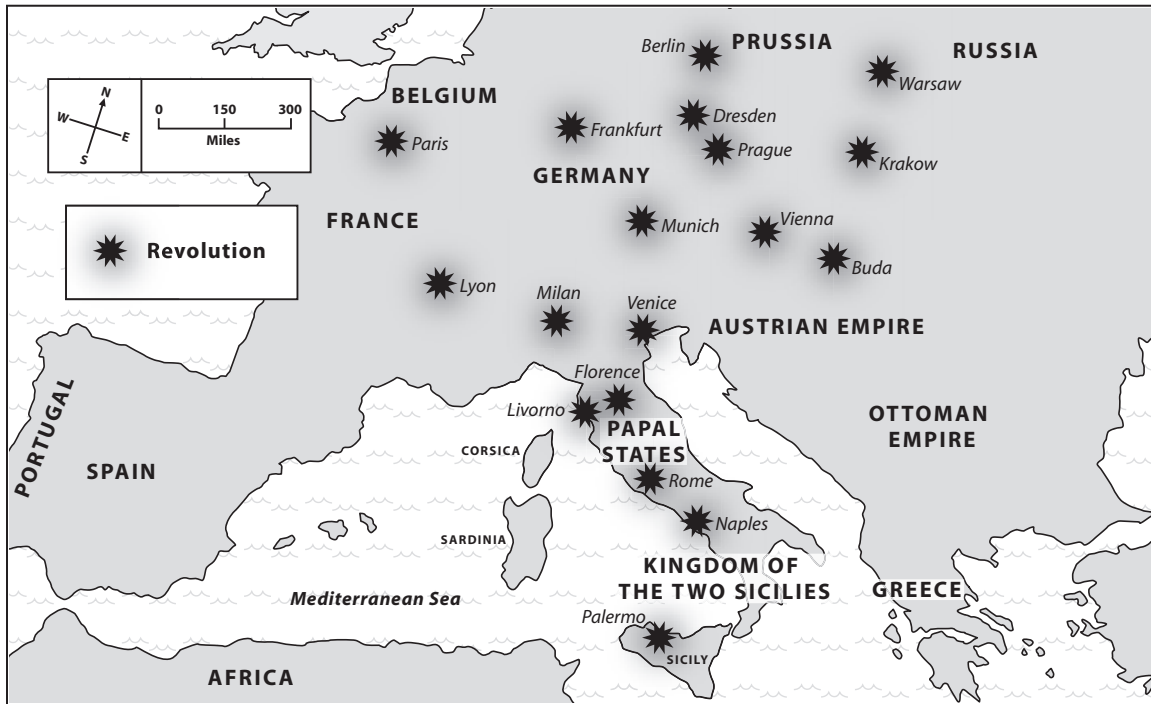 Berlin
PRUSSIA
RUSSIA
Warsaw
N
W
E
S
0 150 300
Miles
BELGIUM
Paris
Frankfurt
Dresden
Prague
Krakow
GERMANY
Revolution
FRANCE
Munich
Vienna
Buda
Lyon
Milan
Venice
AUSTRIAN EMPIRE
Florence
Livorno
PAPAL
STATES
OTTOMAN
EMPIRE
PORTUGAL
SPAIN
CORSICA
Rome
Naples
SARDINIA
KINGDOM OF
THE TWO SICILIES
GREECE
Mediterranean Sea
Palermo
SICILY
AFRICA